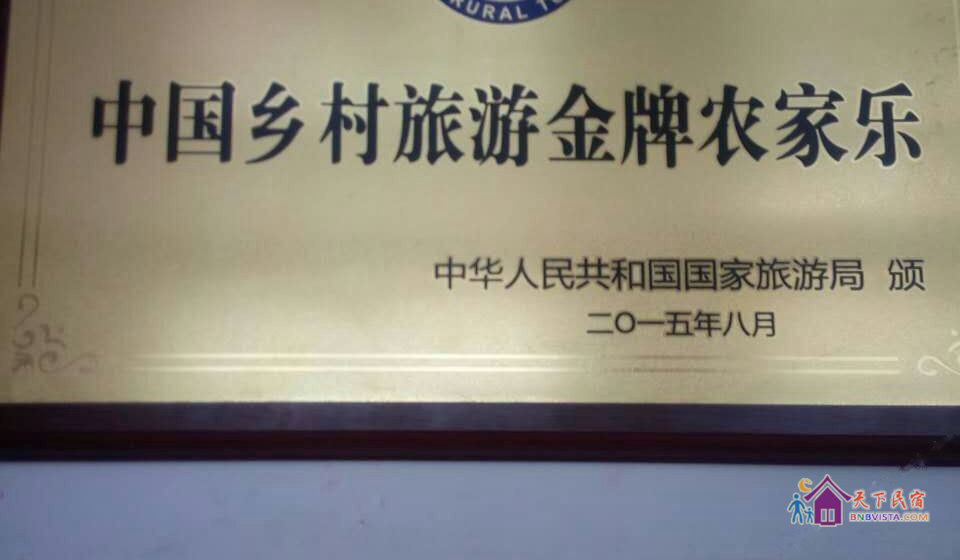 RURAL
中国乡村旅游金牌农家乐
中华人民共和国国家旅游局 颁
二〇一五年八月
天下民宿
BNBVISTA.COM